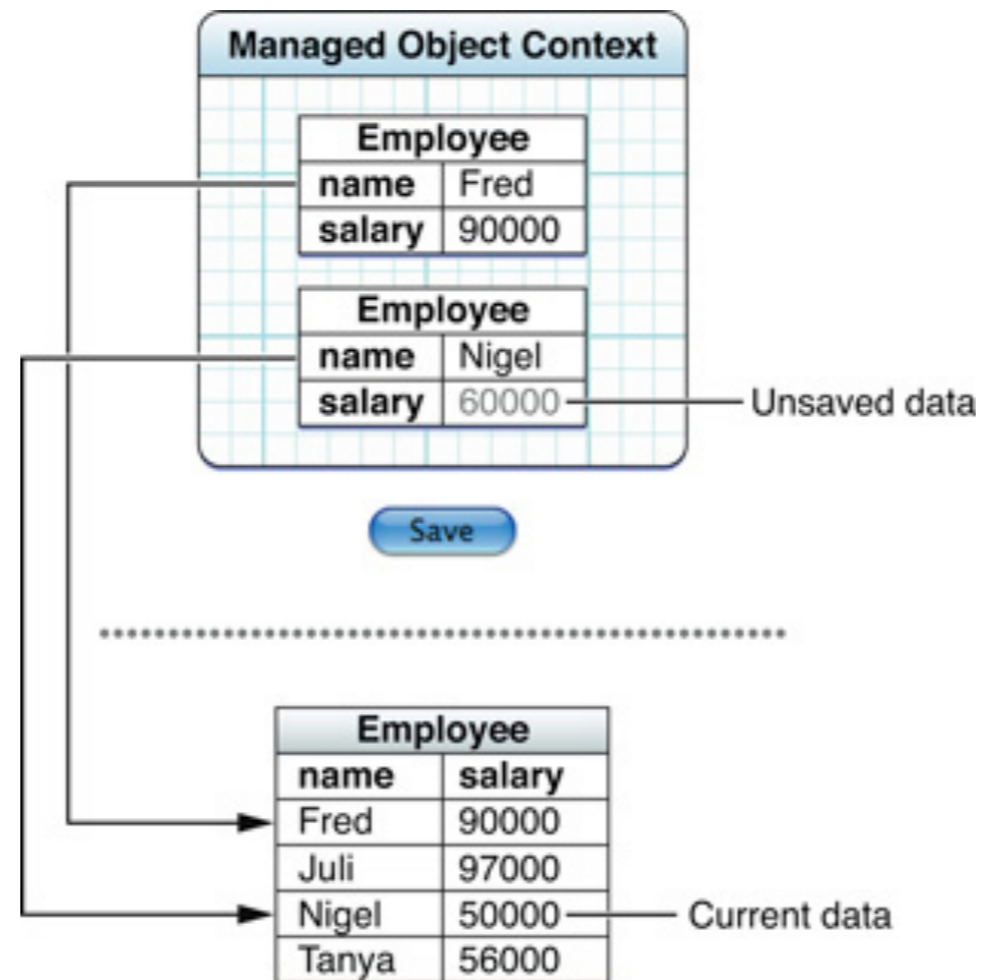 Managed Object Context
Employee
name Fred
salary 90000
Employee
name Nigel
salary 60000 Unsaved data
Save
Employee
name salary
Fred 90000
Juli 97000
Nigel 50000 Current data
Tanya 56000